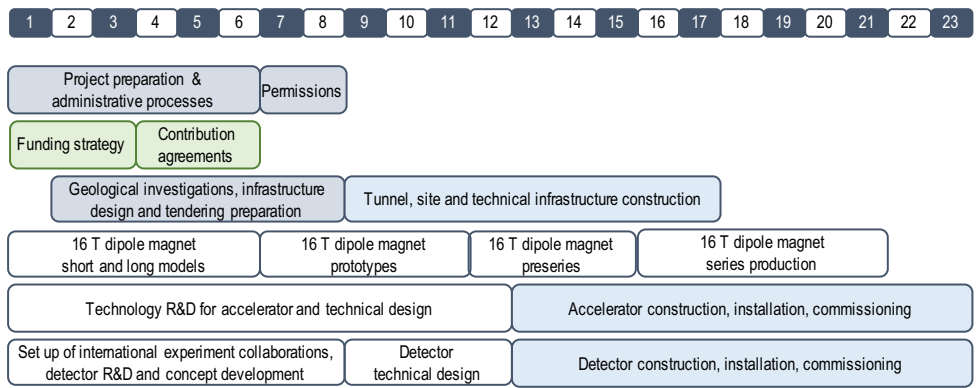 1 2 3 4 5 6 7 8 9 10 11 12 13 14 15 16 17 18 19 20 21 22 23
Project preparation &
administrative processes
Permissions
Funding strategy
Contribution
agreements
Geological investigations, infrastructure
design and tendering preparation
Tunnel, site and technical infrastructure construction
16 T dipole magnet
short and long models
16 T dipole magnet
prototypes
16 T dipole magnet
preseries
16 T dipole magnet
series production
Technology R&D for accelerator and technical design
Accelerator construction, installation, commissioning
Set up of international experiment collaborations,
detector R&D and concept development
Detector
technical design
Detector construction, installation, commissioning